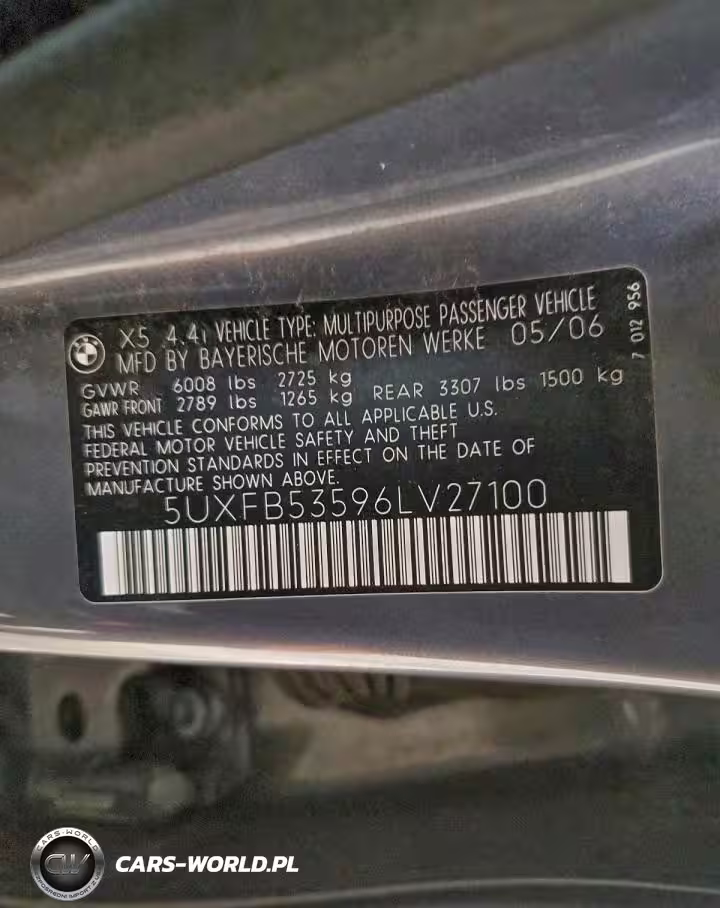 X5 4.4i VEHICLE TYPE: MULTIPURPOSE PASSENGER VEHICLE
MFD BY BAYERISCHE MOTOREN WERKE 05/06
GVWR 6008 lbs 2725 kg
GAWR FRONT 2789 lbs 1265 kg REAR 3307 lbs 1500 kg
THIS VEHICLE CONFORMS TO ALL APPLICABLE U.S.
FEDERAL MOTOR VEHICLE SAFETY AND THEFT
PREVENTION STANDARDS IN EFFECT ON THE DATE OF
MANUFACTURE SHOWN ABOVE.
5UXFB53596LV27100
7 012 956
CARS-WORLD
CW
CARS-WORLD.PL